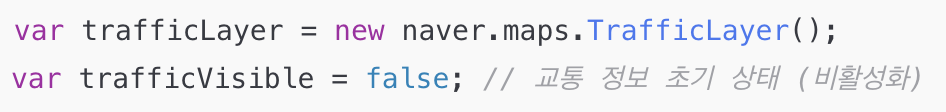 var trafficLayer = new naver.maps.TrafficLayer();
var trafficVisible = false; // 교통 정보 초기 상태 (비활성화)